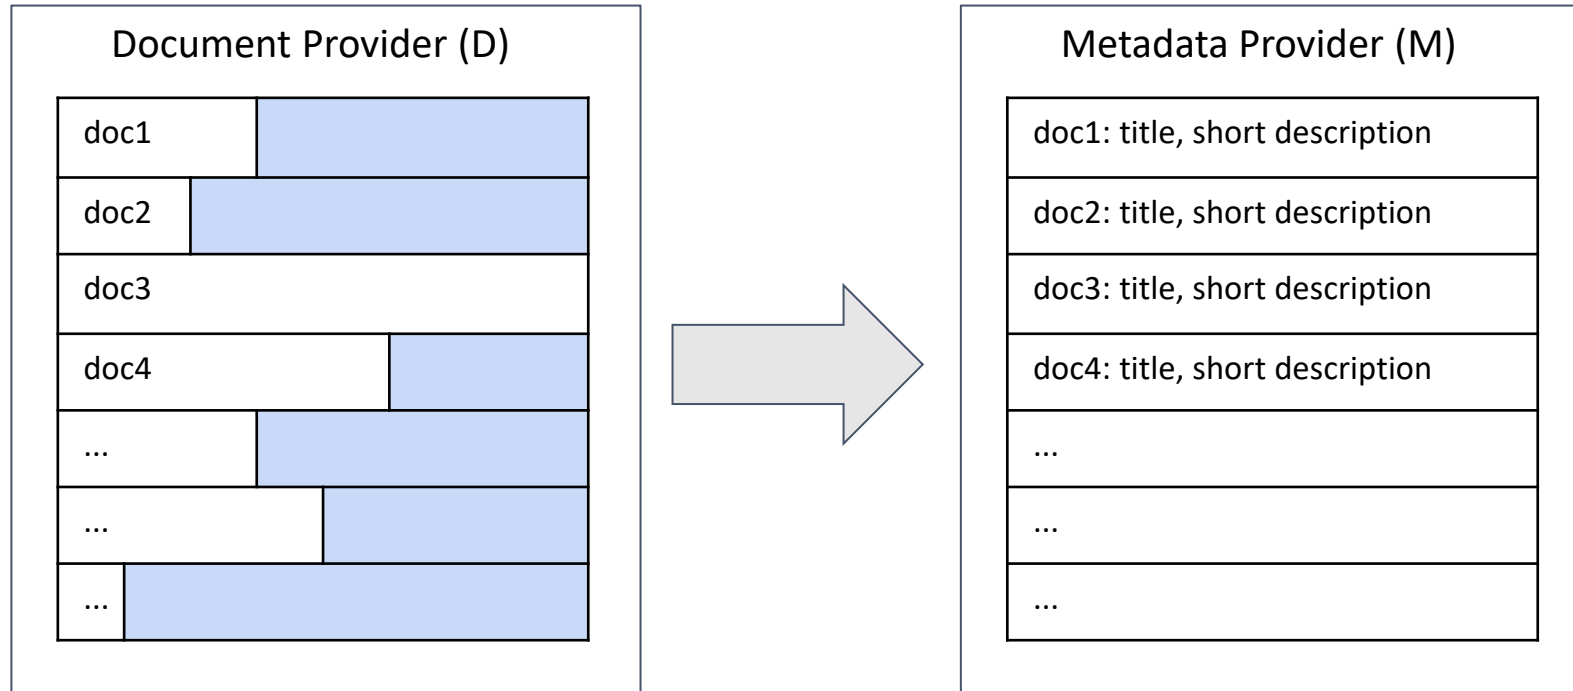 Document Provider (D)
doc1
doc2
doc3
doc4
...
...
...
Metadata Provider (M)
doc1: title, short description
doc2: title, short description
doc3: title, short description
doc4: title, short description
...
...
...